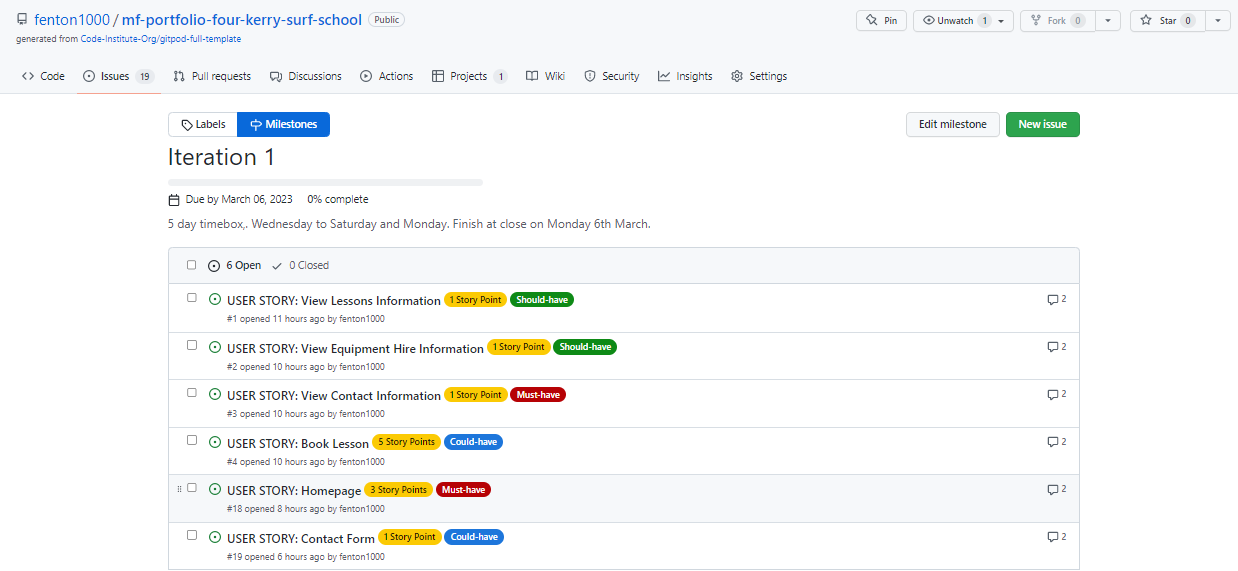 fenton1000 / mf-portfolio-four-kerry-surf-school Public Pin Unwatch 1 Fork 0 Star 0
generated from Code-Institute-Org/gitpod-full-template
Code Issues 19 Pull requests Discussions Actions Projects 1 Wiki Security Insights Settings
Labels Milestones Edit milestone New issue
Iteration 1
Due by March 06, 2023 0% complete
5 day timebox,. Wednesday to Saturday and Monday. Finish at close on Monday 6th March.
6 Open 0 Closed
USER STORY: View Lessons Information 1 Story Point Should-have 2
#1 opened 11 hours ago by fenton1000
USER STORY: View Equipment Hire Information 1 Story Point Should-have 2
#2 opened 10 hours ago by fenton1000
USER STORY: View Contact Information 1 Story Point Must-have 2
#3 opened 10 hours ago by fenton1000
USER STORY: Book Lesson 5 Story Points Could-have 2
#4 opened 10 hours ago by fenton1000
USER STORY: Homepage 3 Story Points Must-have 2
#18 opened 8 hours ago by fenton1000
USER STORY: Contact Form 1 Story Point Could-have 2
#19 opened 6 hours ago by fenton1000